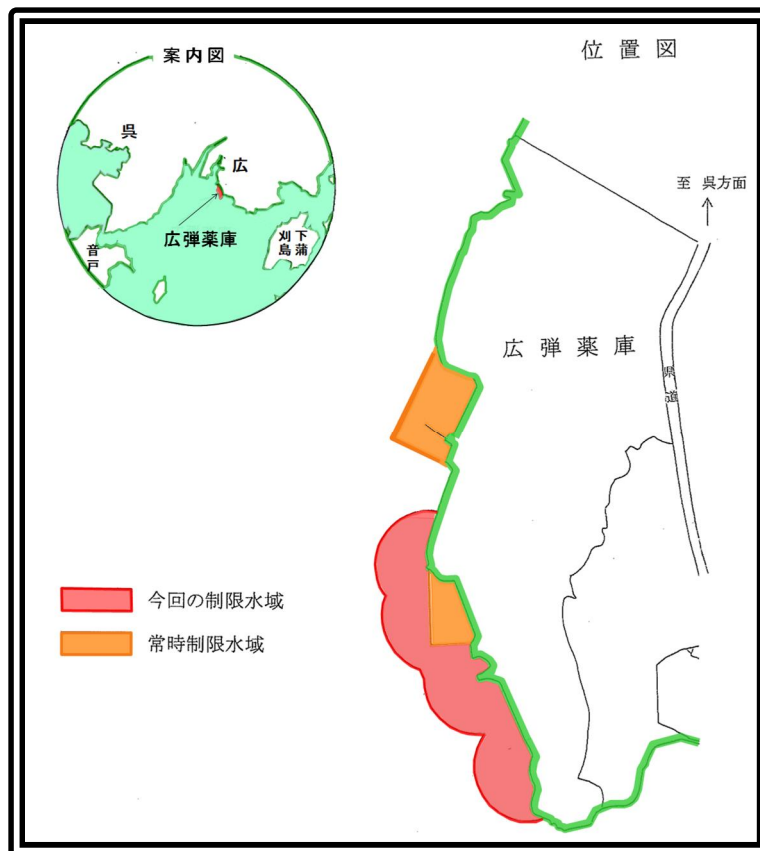 案内図
位置図
呉
広
至 呉方面
広弾薬庫
音戸
下蒲
刈島
広弾薬庫
県道
今回の制限水域
常時制限水域